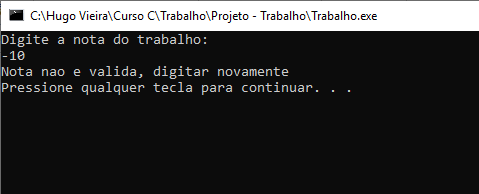 C:\Hugo Vieira\Curso C\Trabalho\Projeto - Trabalho\Trabalho.exe
Digite a nota do trabalho:
-10
Nota nao e valida, digitar novamente
Pressione qualquer tecla para continuar. . .